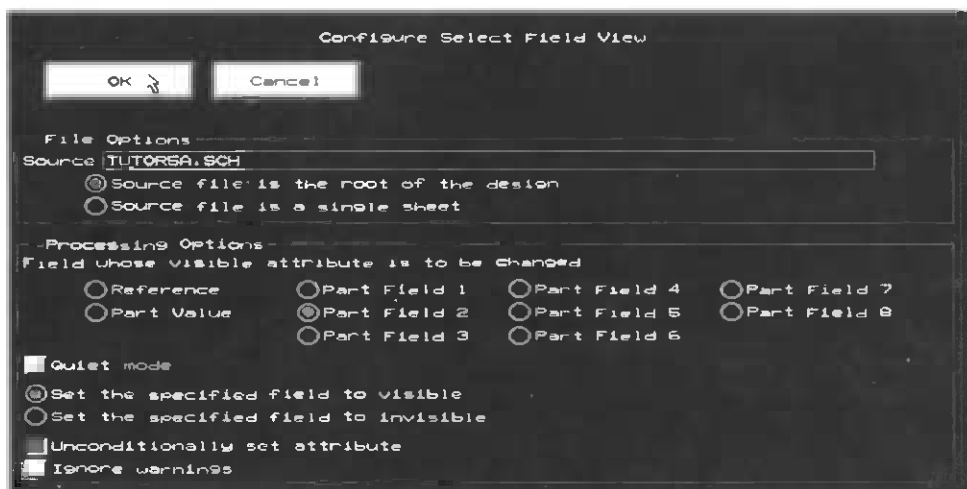 Configure Select Field View
OK Cancel
File Options
Source TUTOR5A.SCH
Source file is the root of the design
Source file is a single sheet
Processing Options
Field whose visible attribute is to be changed
Reference Part Field 1 Part Field 4 Part Field 7
Part Value Part Field 2 Part Field 5 Part Field 8
Part Field 3 Part Field 6
Quiet mode
Set the specified field to visible
Set the specified field to invisible
Unconditionally set attribute
Ignore warnings